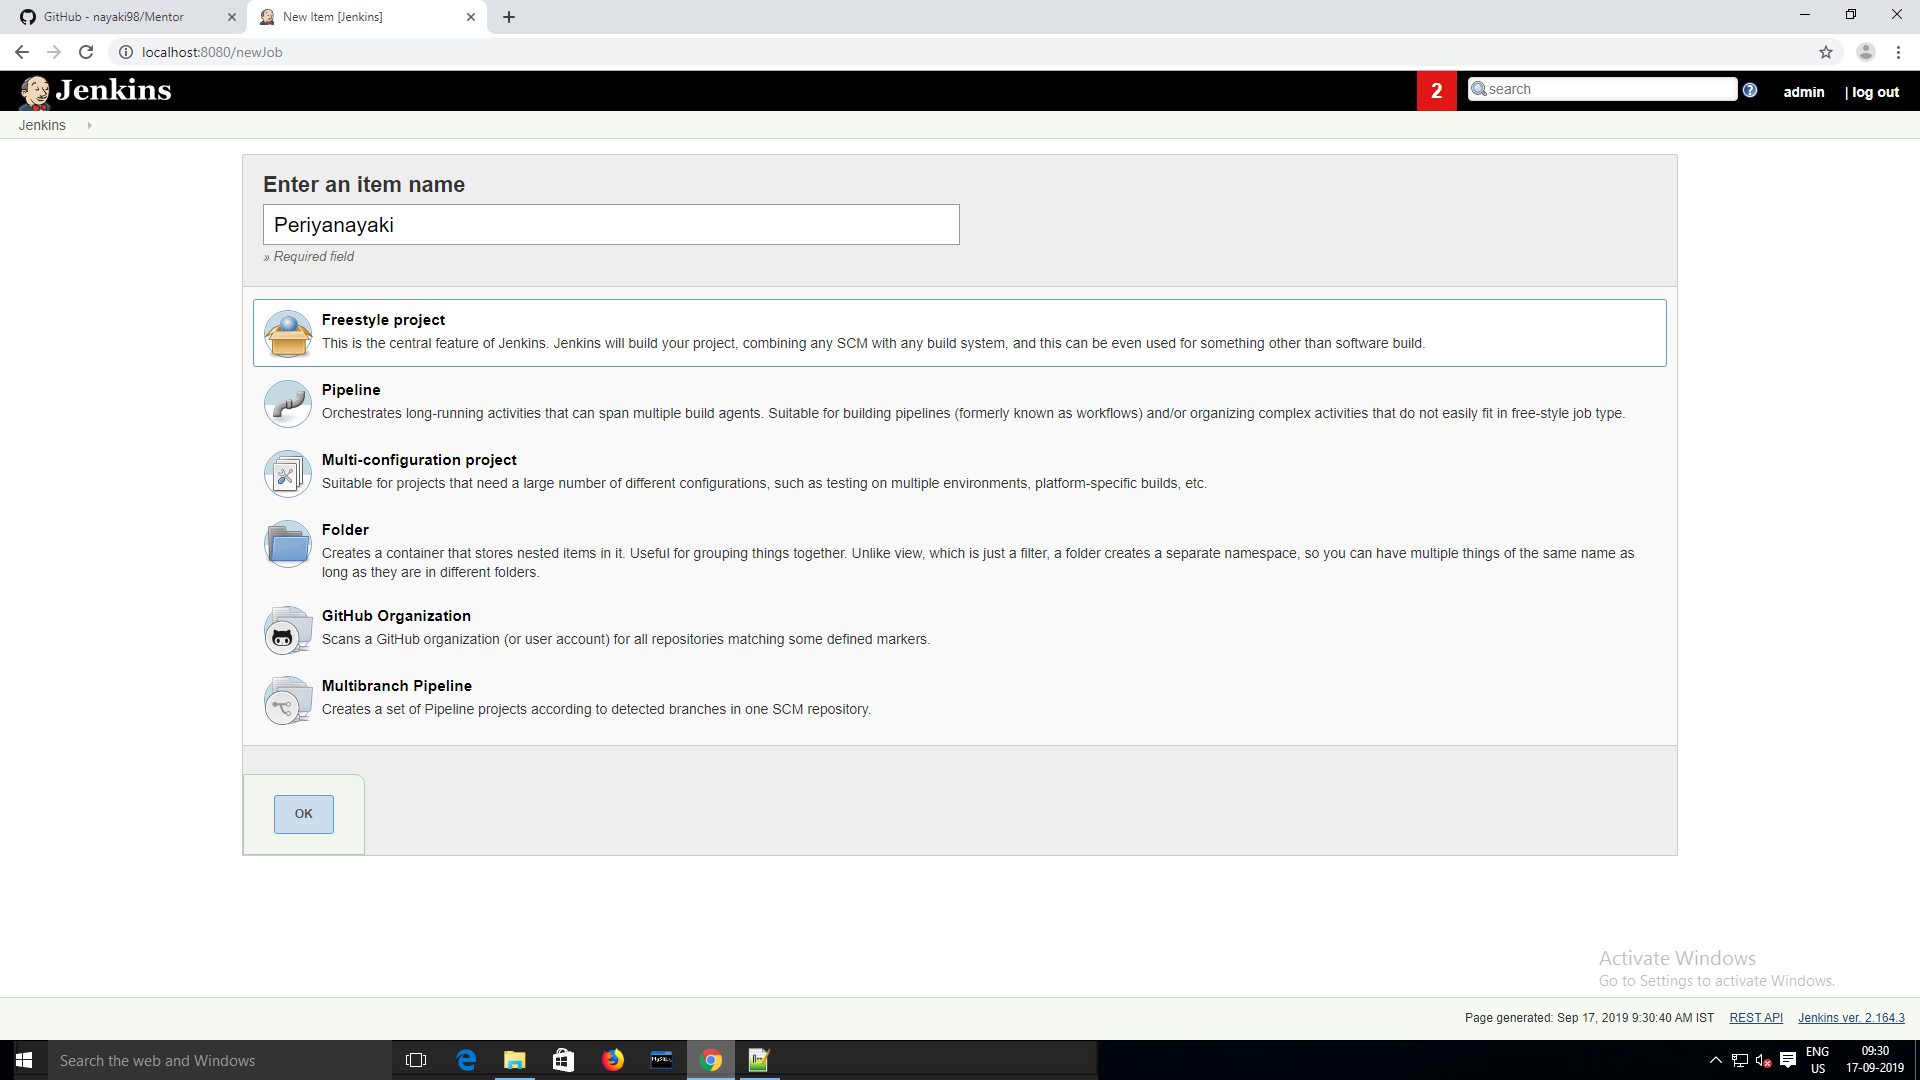 GitHub - nayaki98/Mentor
New Item [Jenkins]
localhost:8080/newJob
Jenkins
2
search
admin
| log out
Jenkins
Enter an item name
Periyanayaki
» Required field
Freestyle project
This is the central feature of Jenkins. Jenkins will build your project, combining any SCM with any build system, and this can be even used for something other than software build.
Pipeline
Orchestrates long-running activities that can span multiple build agents. Suitable for building pipelines (formerly known as workflows) and/or organizing complex activities that do not easily fit in free-style job type.
Multi-configuration project
Suitable for projects that need a large number of different configurations, such as testing on multiple environments, platform-specific builds, etc.
Folder
Creates a container that stores nested items in it. Useful for grouping things together. Unlike view, which is just a filter, a folder creates a separate namespace, so you can have multiple things of the same name as
long as they are in different folders.
GitHub Organization
Scans a GitHub organization (or user account) for all repositories matching some defined markers.
Multibranch Pipeline
Creates a set of Pipeline projects according to detected branches in one SCM repository.
OK
Activate Windows
Go to Settings to activate Windows.
Page generated: Sep 17, 2019 9:30:40 AM IST
REST API
Jenkins ver. 2.164.3
Search the web and Windows
ENG
US
09:30
17-09-2019